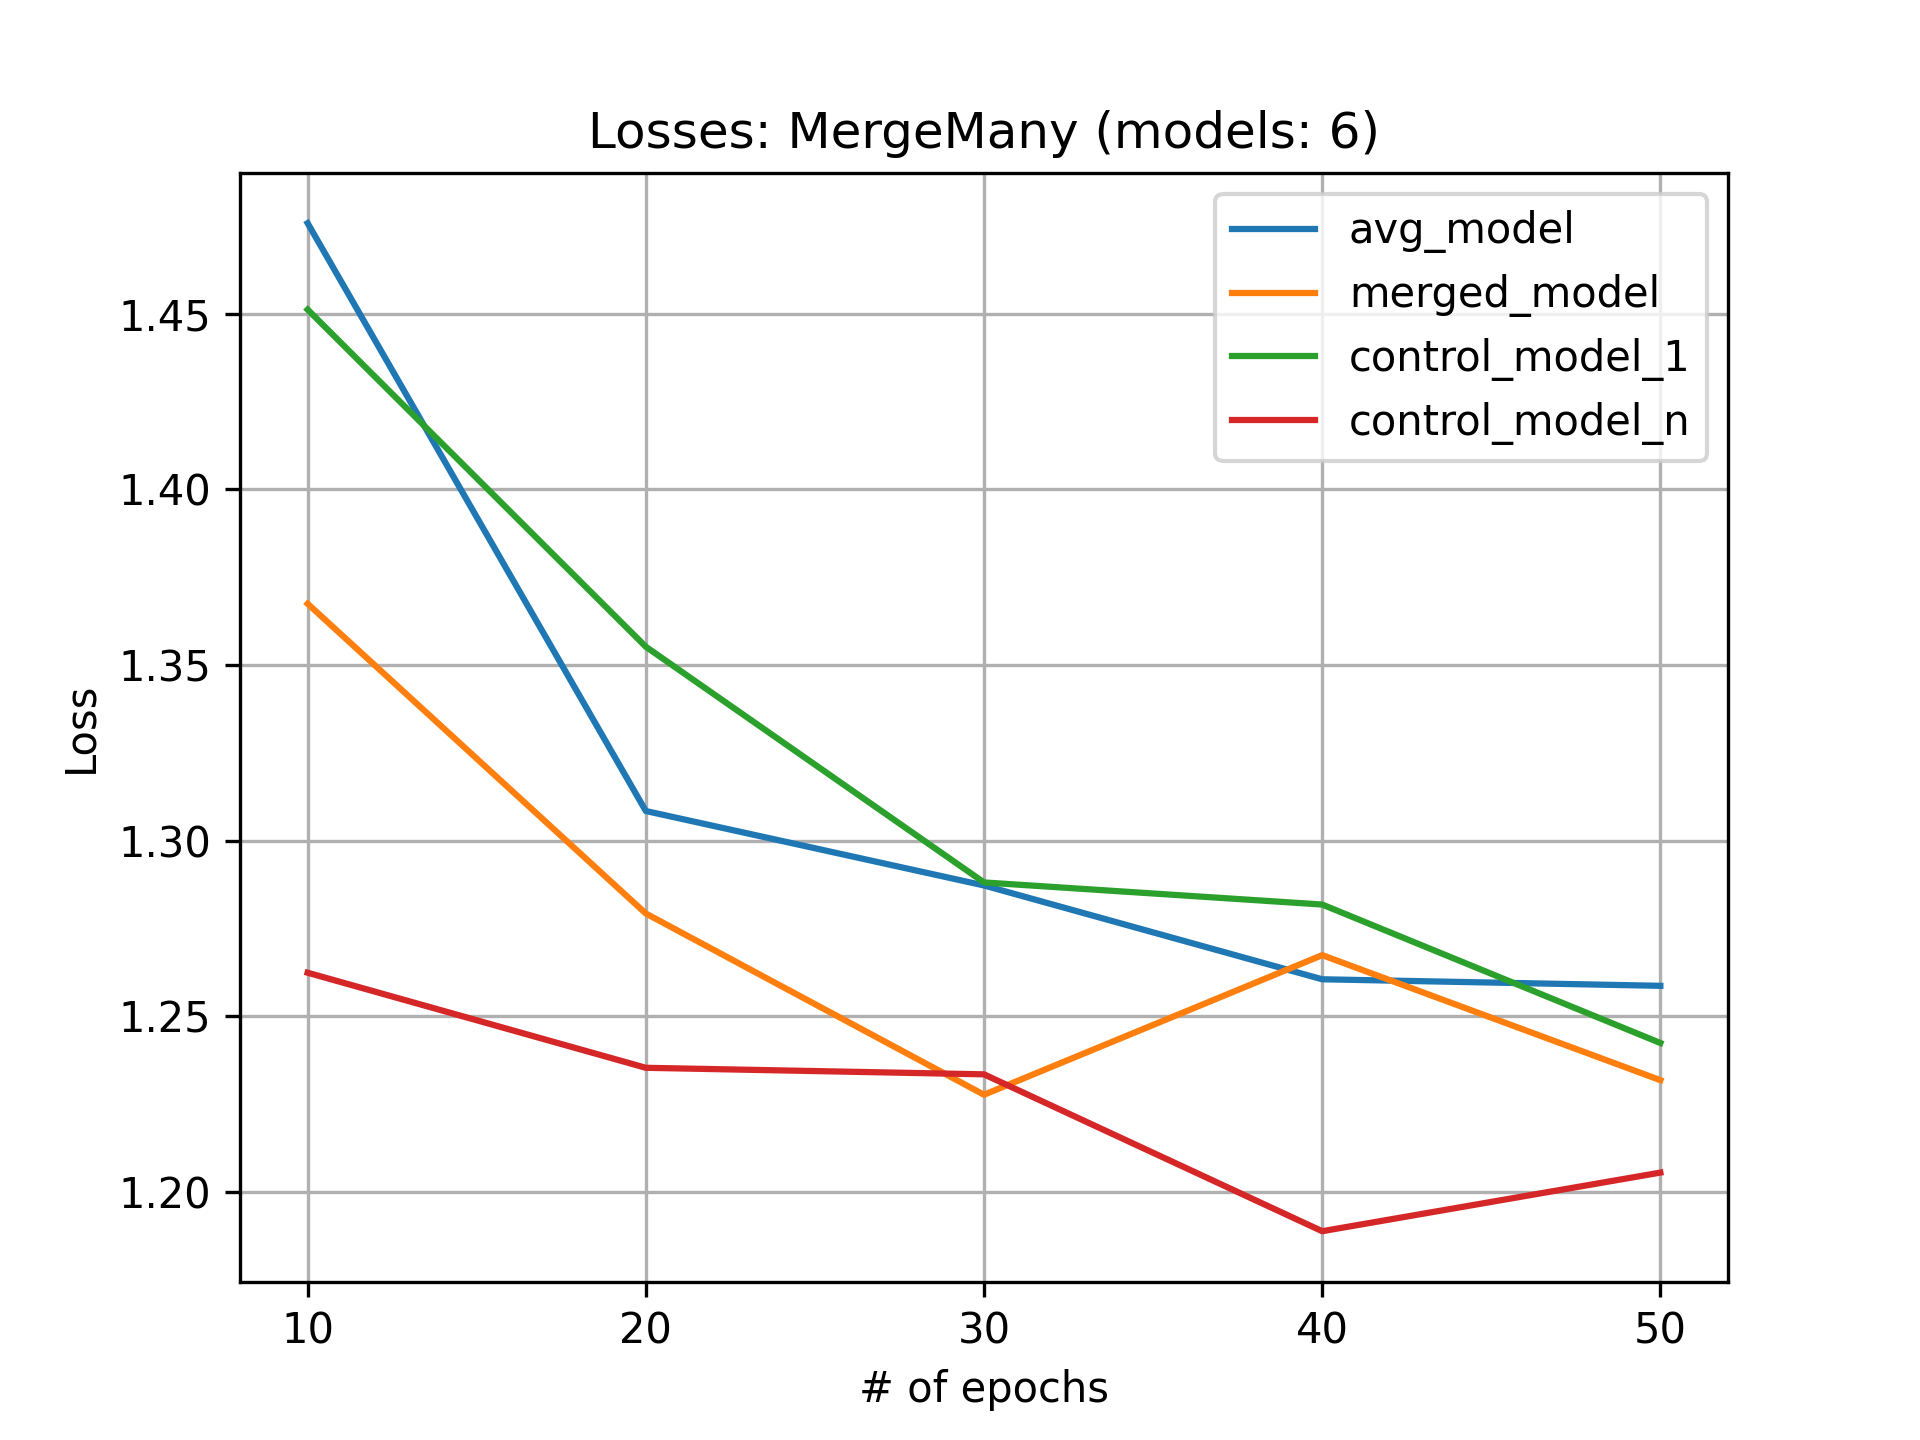 Losses: MergeMany (models: 6)
avg_model
merged_model
control_model_1
control_model_n
1.45
1.40
1.35
1.30
1.25
1.20
Loss
10 20 30 40 50
# of epochs